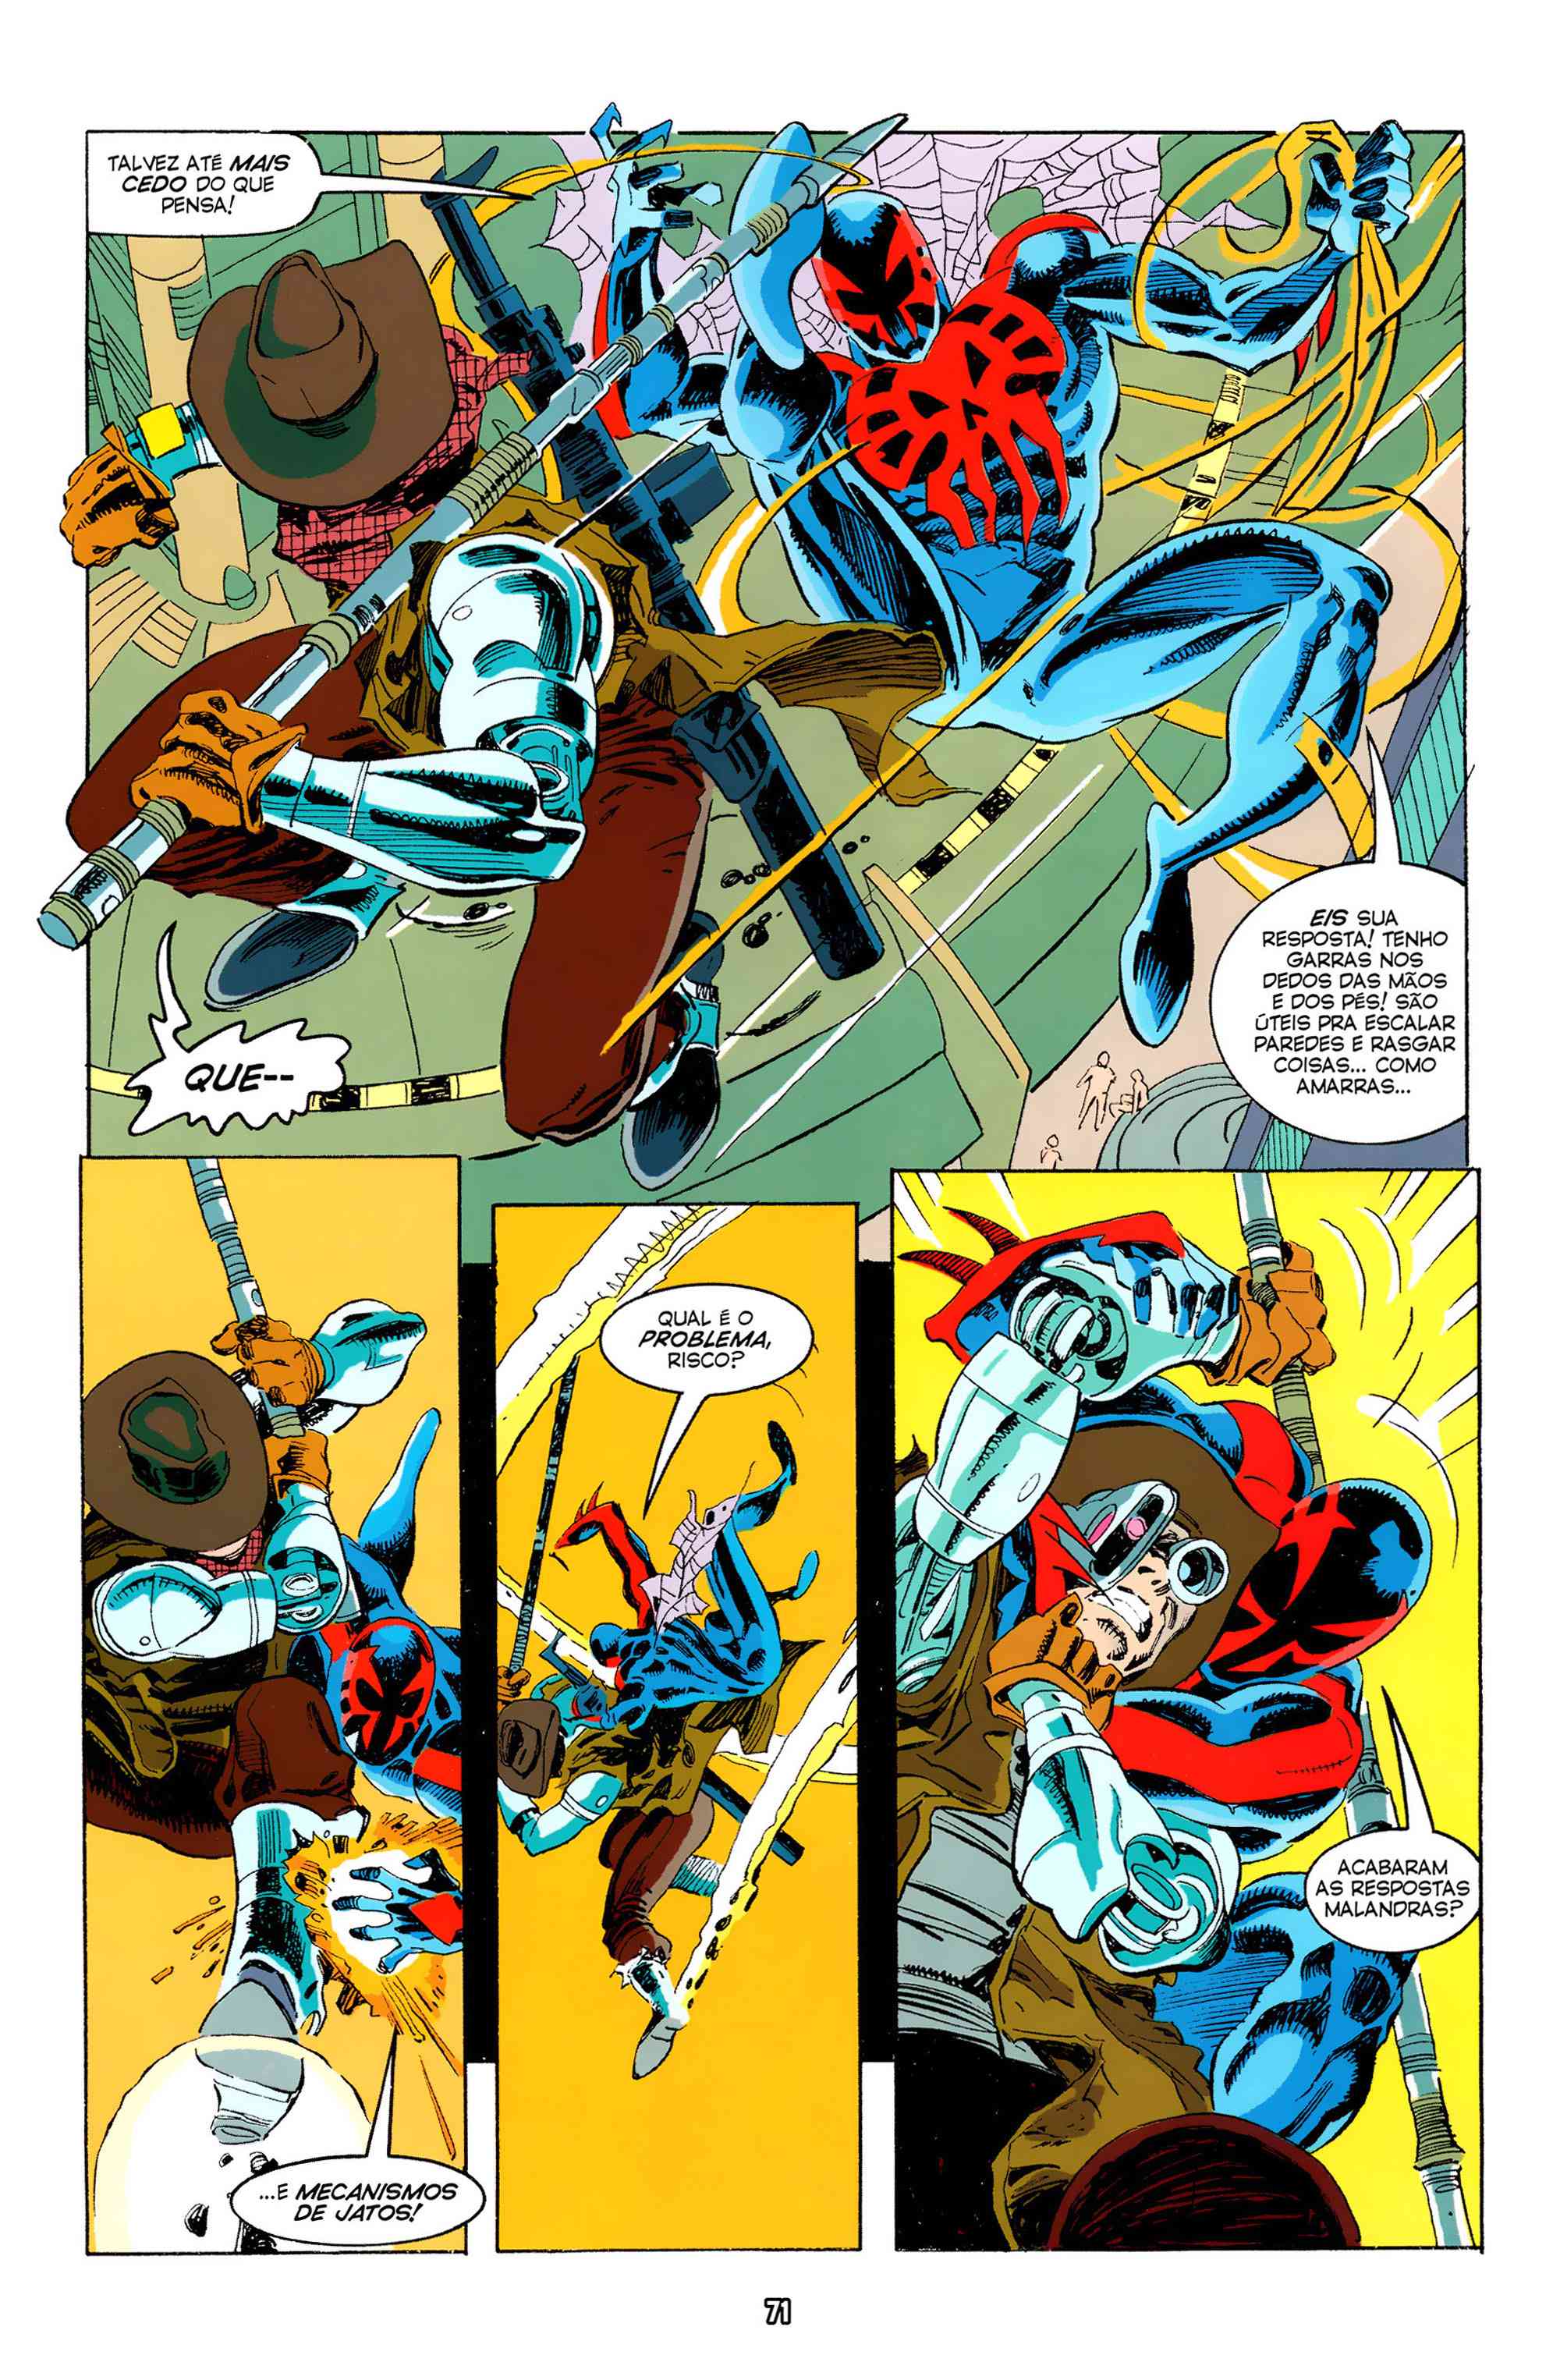 TALVEZ ATÉ MAIS
CEDO DO QUE
PENSA!
QUE--
EIS SUA
RESPOSTA! TENHO
GARRAS NOS
DEDOS DAS MÃOS
E DOS PÉS! SÃO
ÚTEIS PRA ESCALAR
PAREDES E RASGAR
COISAS... COMO
AMARRAS...
...E MECANISMOS
DE JATOS!
QUAL É O
PROBLEMA,
RISCO?
ACABARAM
AS RESPOSTAS
MALANDRAS?
71